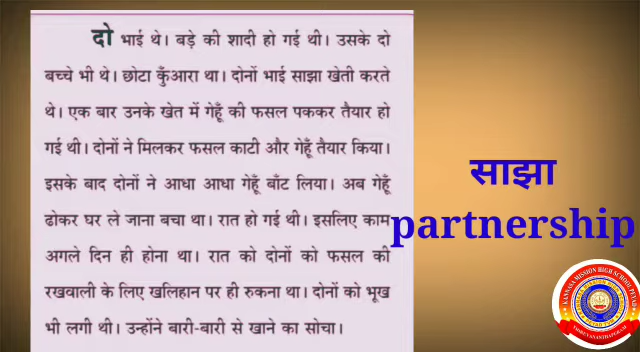 दो भाई थे। बड़े की शादी हो गई थी। उसके दो
बच्चे भी थे। छोटा कुँआरा था। दोनों भाई साझा खेती करते
थे। एक बार उनके खेत में गेहूँ की फसल पककर तैयार हो
गई थी। दोनों ने मिलकर फसल काटी और गेहूँ तैयार किया।
इसके बाद दोनों ने आधा आधा गेहूँ बाँट लिया। अब गेहूँ
ढोकर घर ले जाना बचा था। रात हो गई थी। इसलिए काम
अगले दिन ही होना था। रात को दोनों को फसल की
रखवाली के लिए खलिहान पर ही रुकना था। दोनों को भूख
भी लगी थी। उन्होंने बारी-बारी से खाने का सोचा।
साझा
partnership